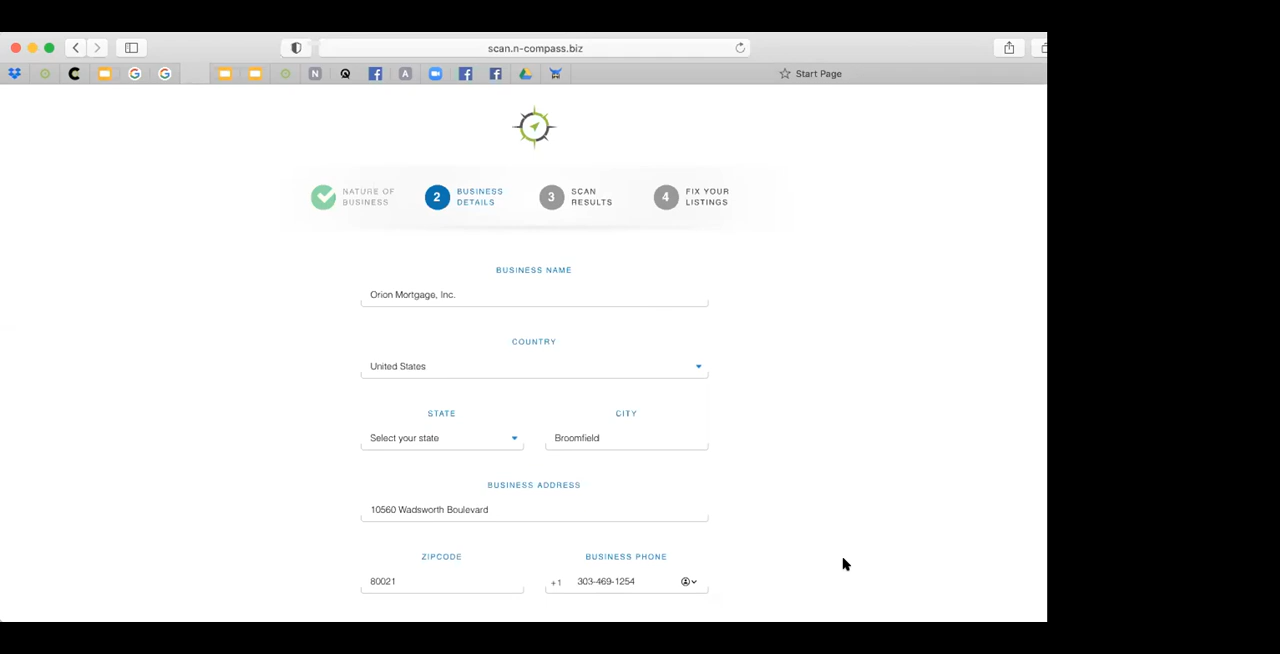 scan.n-compass.biz
Start Page
NATURE OF BUSINESS
2 BUSINESS DETAILS
3 SCAN RESULTS
4 FIX YOUR LISTINGS
BUSINESS NAME
Orion Mortgage, Inc.
COUNTRY
United States
STATE CITY
Select your state Broomfield
BUSINESS ADDRESS
10560 Wadsworth Boulevard
ZIPCODE BUSINESS PHONE
80021 +1 303-469-1254